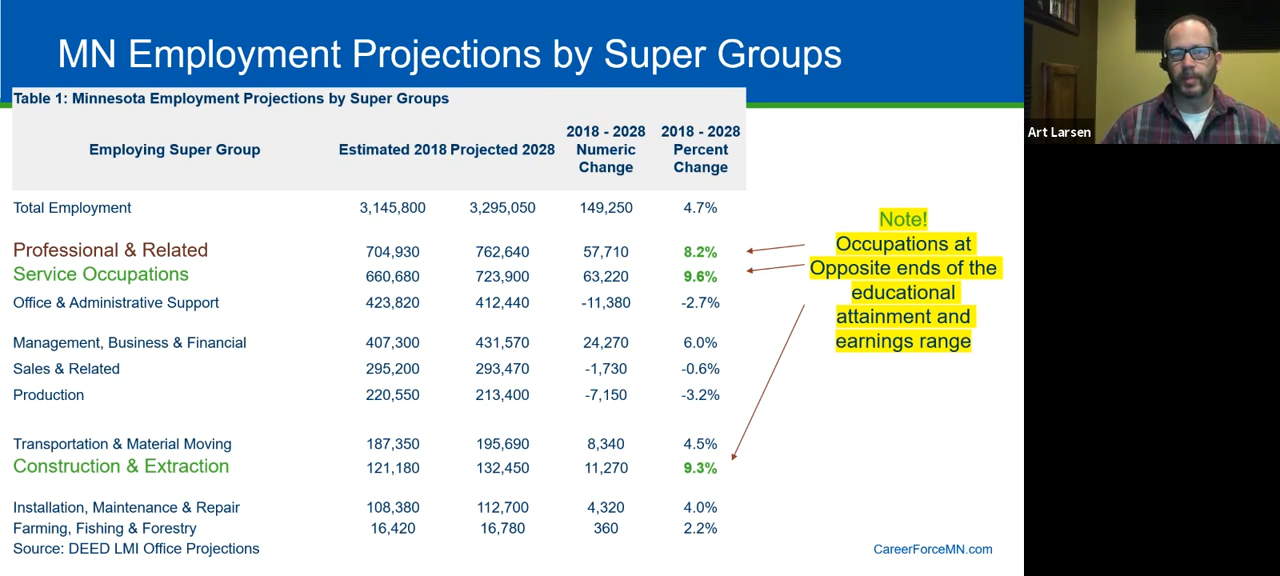 MN Employment Projections by Super Groups
Table 1: Minnesota Employment Projections by Super Groups
Employing Super Group Estimated 2018 Projected 2028 2018 - 2028 Numeric Change 2018 - 2028 Percent Change
Total Employment 3,145,800 3,295,050 149,250 4.7%
Professional & Related 704,930 762,640 57,710 8.2%
Service Occupations 660,680 723,900 63,220 9.6%
Office & Administrative Support 423,820 412,440 -11,380 -2.7%
Management, Business & Financial 407,300 431,570 24,270 6.0%
Sales & Related 295,200 293,470 -1,730 -0.6%
Production 220,550 213,400 -7,150 -3.2%
Transportation & Material Moving 187,350 195,690 8,340 4.5%
Construction & Extraction 121,180 132,450 11,270 9.3%
Installation, Maintenance & Repair 108,380 112,700 4,320 4.0%
Farming, Fishing & Forestry 16,420 16,780 360 2.2%
Source: DEED LMI Office Projections
Note!
Occupations at
Opposite ends of the
educational
attainment and
earnings range
CareerForceMN.com
Art Larsen